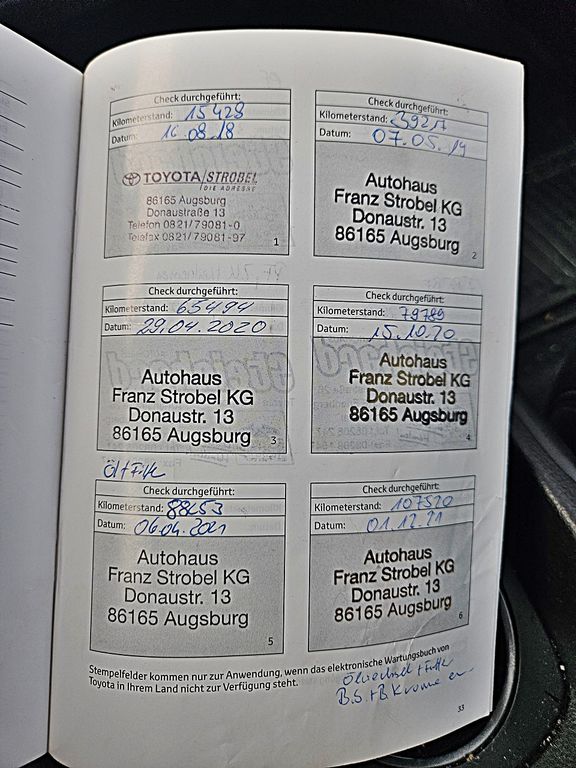 Check durchgeführt:
Kilometerstand: 15428
Datum: 16.08.18
TOYOTA STROBEL
DIE ADRESSE
86165 Augsburg
Donaustraße 13
Telefon 0821/79081-0
Telefax 0821/79081-97
1
Check durchgeführt:
Kilometerstand:
Datum: 07.05.19
Autohaus
Franz Strobel KG
Donaustr. 13
86165 Augsburg
2
Check durchgeführt:
Kilometerstand: 65494
Datum: 29.04.2020
Autohaus
Franz Strobel KG
Donaustr. 13
86165 Augsburg
3
Check durchgeführt:
Kilometerstand: 79789
Datum: 15.10.20
Autohaus
Franz Strobel KG
Donaustr. 13
86165 Augsburg
4
Check durchgeführt:
Kilometerstand: 88453
Datum: 06.04.2021
Autohaus
Franz Strobel KG
Donaustr. 13
86165 Augsburg
5
Check durchgeführt:
Kilometerstand: 107520
Datum: 01.12.21
Autohaus
Franz Strobel KG
Donaustr. 13
86165 Augsburg
6
Stempelfelder kommen nur zur Anwendung, wenn das elektronische Wartungsbuch von
Toyota in Ihrem Land nicht zur Verfügung steht.
33